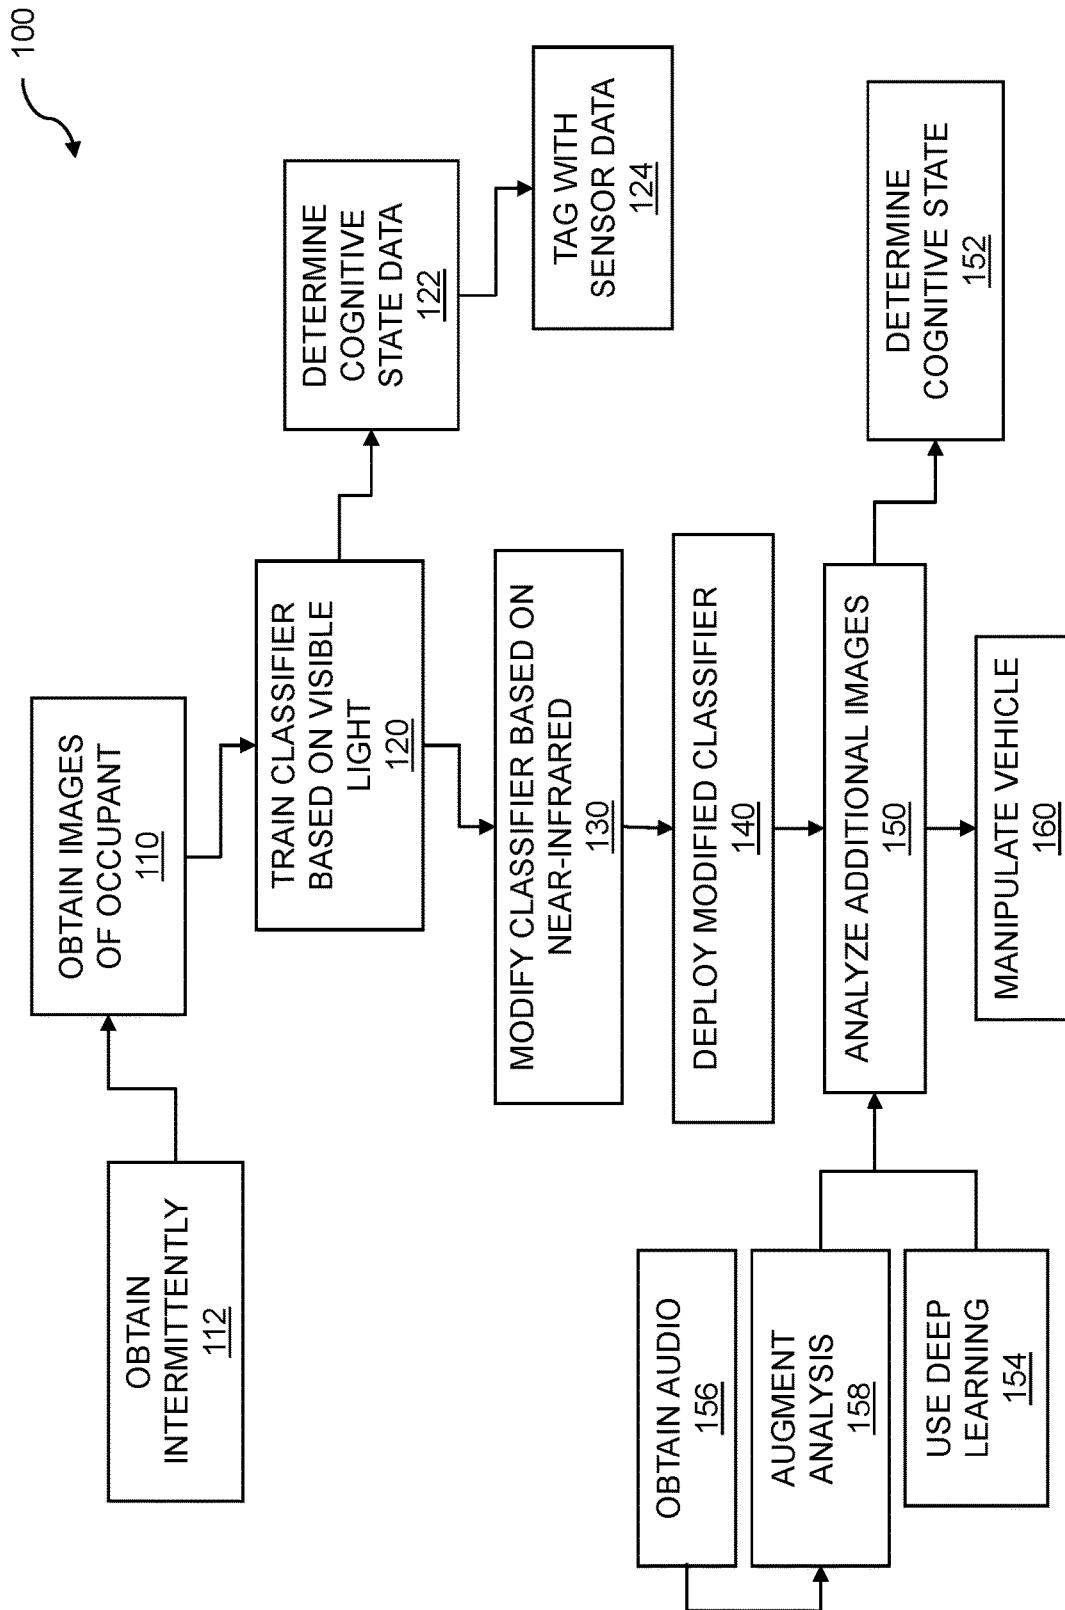 100
OBTAIN
INTERMITTENTLY
112
OBTAIN IMAGES
OF OCCUPANT
110
TRAIN CLASSIFIER
BASED ON VISIBLE
LIGHT
120
DETERMINE
COGNITIVE
STATE DATA
122
TAG WITH
SENSOR DATA
124
MODIFY CLASSIFIER BASED ON
NEAR-INFRARED
130
DEPLOY MODIFIED CLASSIFIER
140
OBTAIN AUDIO
156
AUGMENT
ANALYSIS
158
USE DEEP
LEARNING
154
ANALYZE ADDITIONAL IMAGES
150
DETERMINE
COGNITIVE STATE
152
MANIPULATE VEHICLE
160